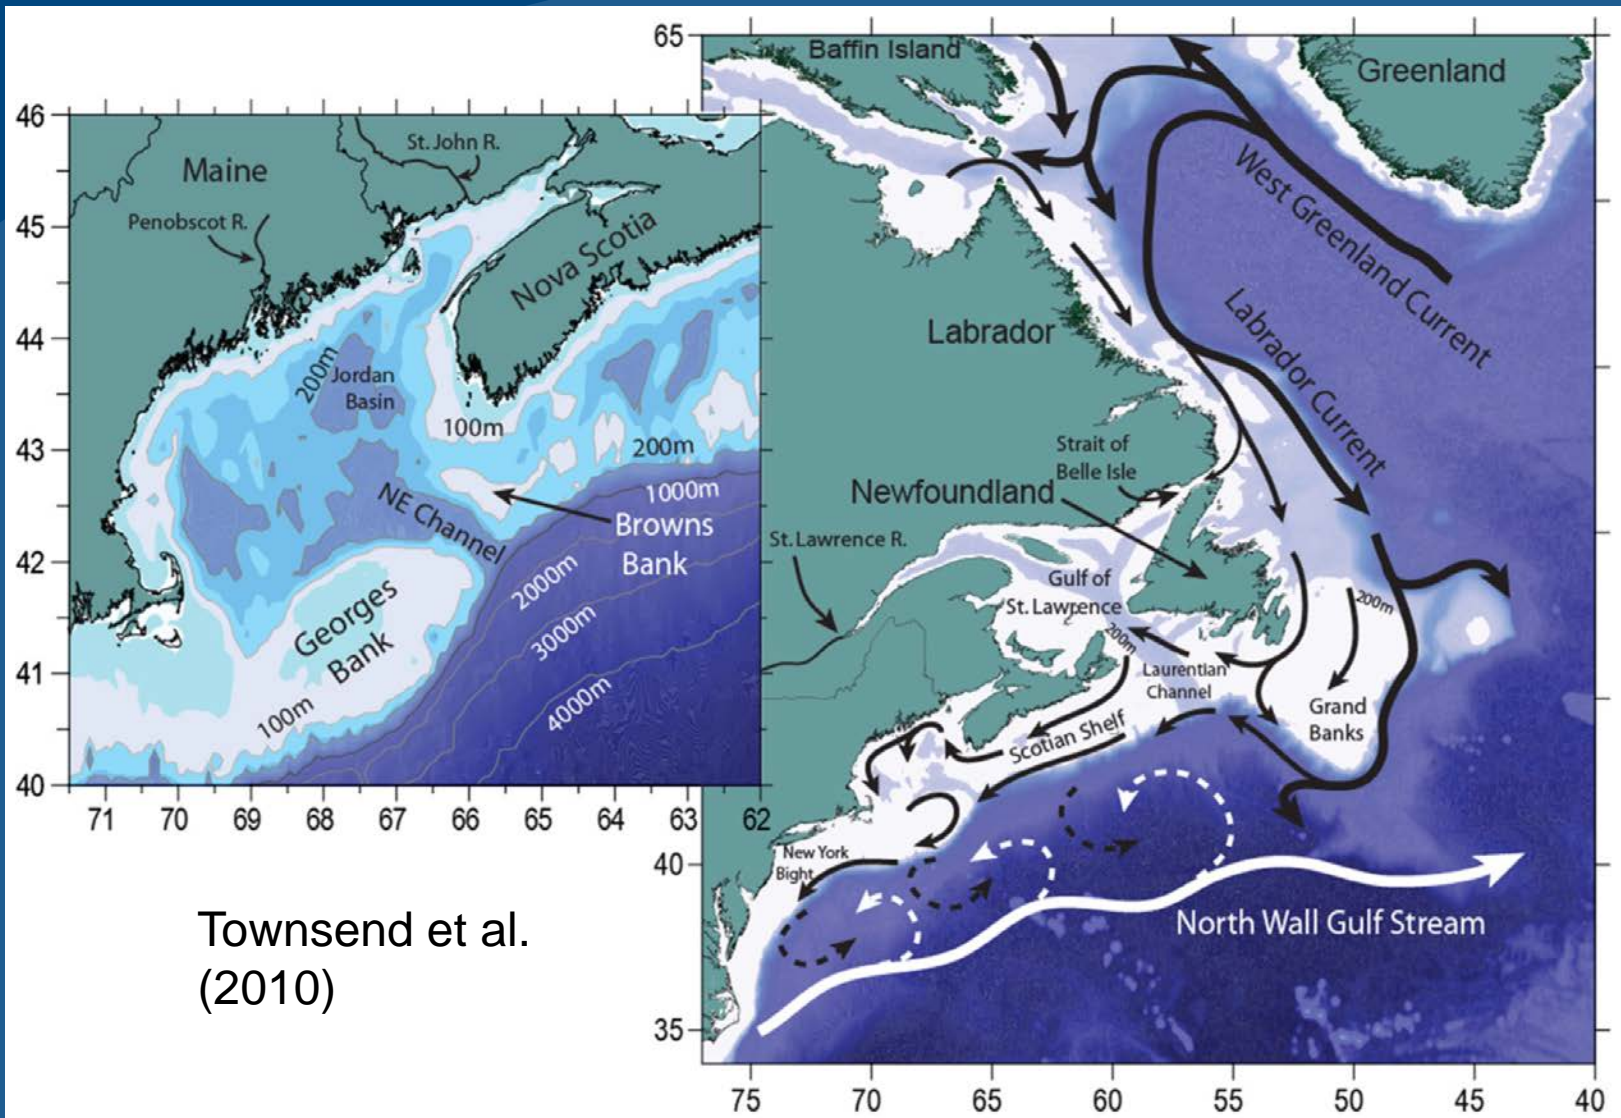 46
45
44
43
42
41
40
71
70
69
68
67
66
65
64
63
62
Maine
St. John R.
Penobscot R.
Nova Scotia
200m
Jordan
Basin
100m
200m
NE Channel
1000m
Browns
Bank
2000m
3000m
4000m
Georges
Bank
100m
Townsend et al.
(2010)
65
40
35
75
70
65
60
55
50
45
40
Baffin Island
Greenland
West Greenland Current
Labrador
Labrador Current
Strait of
Belle Isle
Newfoundland
St. Lawrence R.
Gulf of
St. Lawrence
200m
200m
Laurentian
Channel
Grand
Banks
Scotian Shelf
New York
Bight
North Wall Gulf Stream